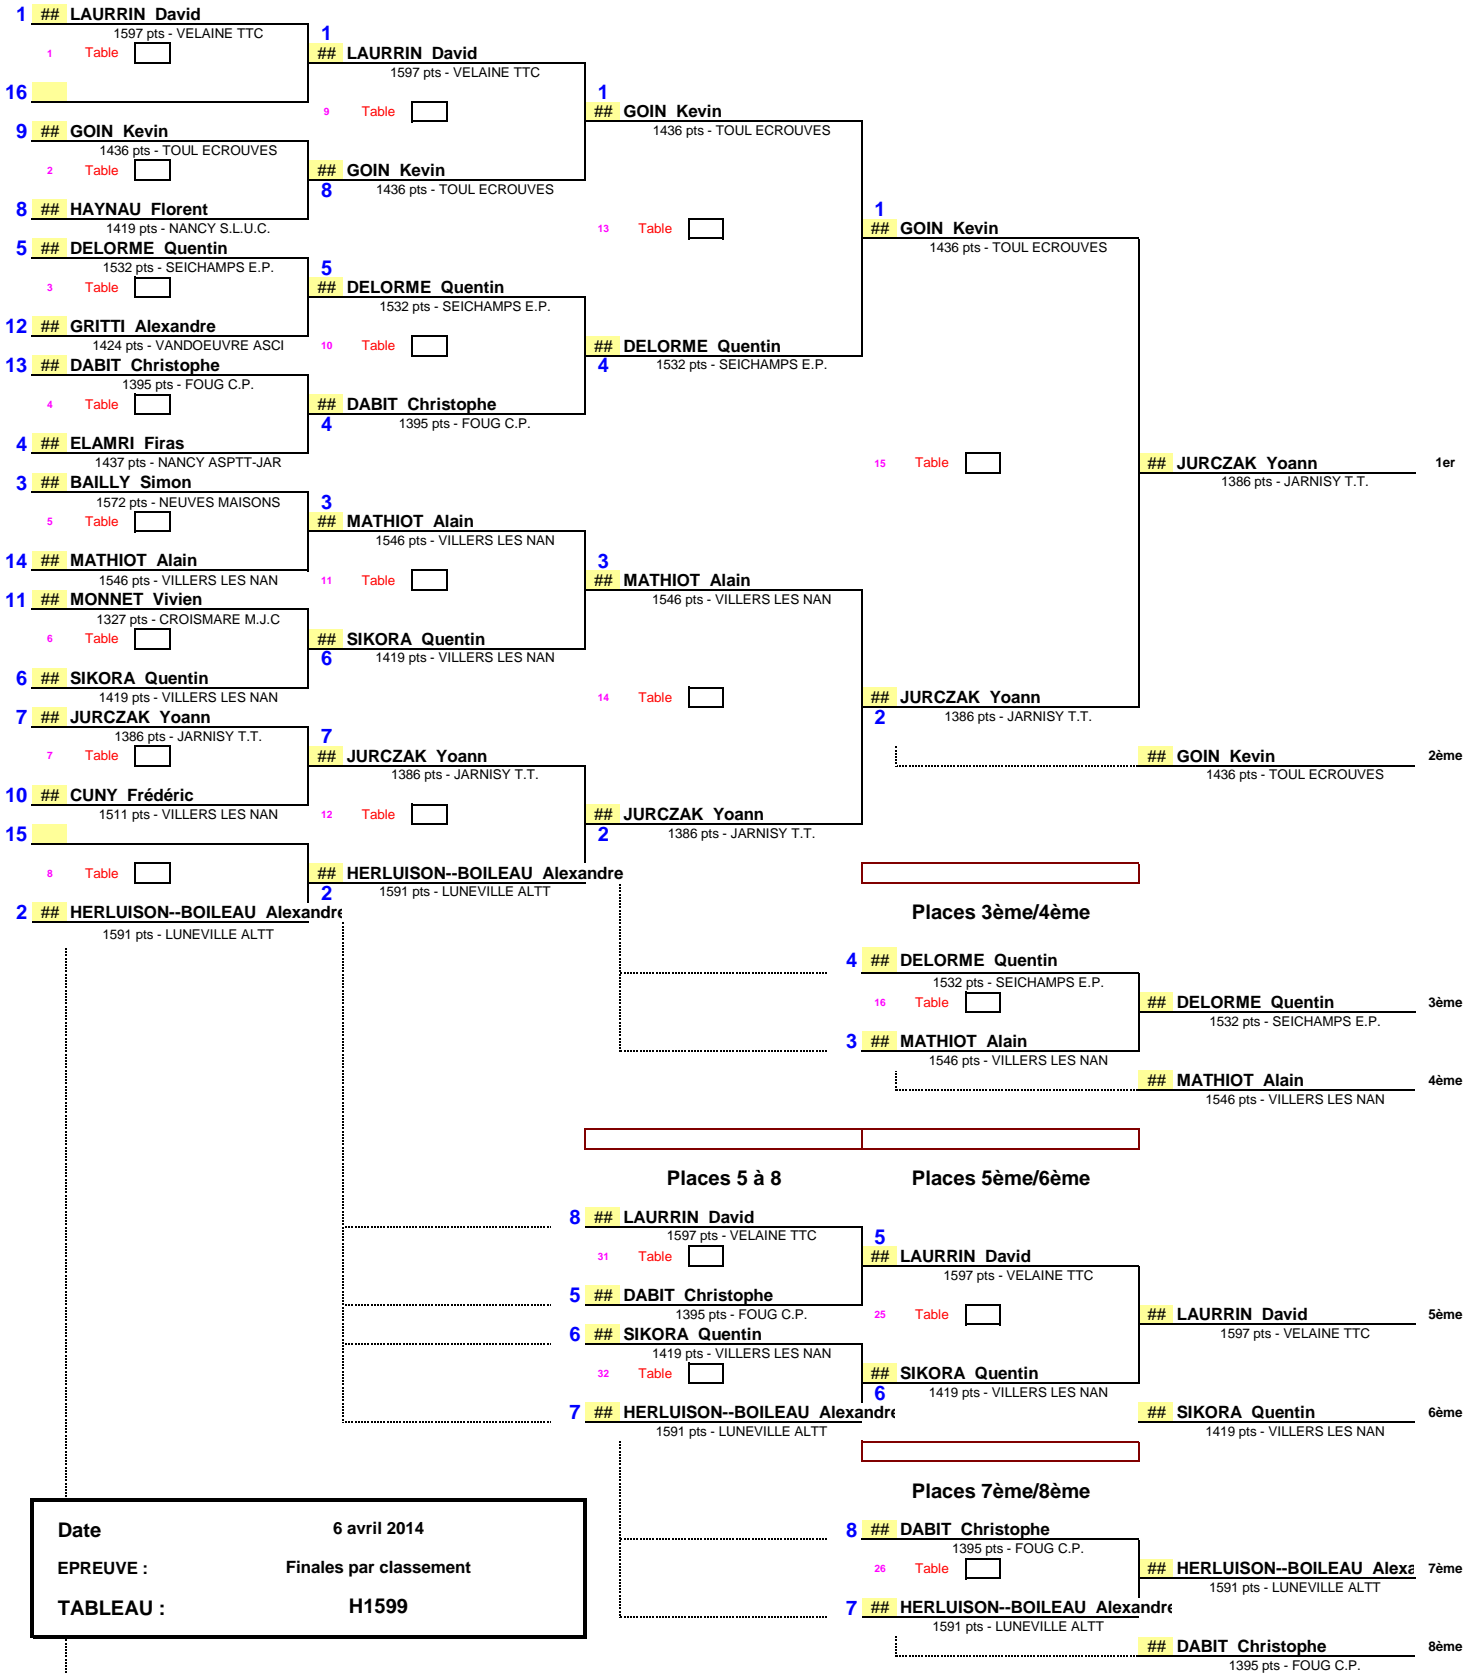 1 ## LAURRIN David
1597 pts - VELAINE TTC
1 Table
16
9 ## GOIN Kevin
1436 pts - TOUL ECROUVES
2 Table
8 ## HAYNAU Florent
1419 pts - NANCY S.L.U.C.
5 ## DELORME Quentin
1532 pts - SEICHAMPS E.P.
3 Table
12 ## GRITTI Alexandre
1424 pts - VANDOEUVRE ASCI
13 ## DABIT Christophe
1395 pts - FOUG C.P.
4 Table
4 ## ELAMRI Firas
1437 pts - NANCY ASPTT-JAR
3 ## BAILLY Simon
1572 pts - NEUVES MAISONS
5 Table
14 ## MATHIOT Alain
1546 pts - VILLERS LES NAN
11 ## MONNET Vivien
1327 pts - CROISMARE M.J.C
6 Table
6 ## SIKORA Quentin
1419 pts - VILLERS LES NAN
7 ## JURCZAK Yoann
1386 pts - JARNISY T.T.
7 Table
10 ## CUNY Frédéric
1511 pts - VILLERS LES NAN
15
8 Table
2 ## HERLUISON--BOILEAU Alexandre
1591 pts - LUNEVILLE ALTT
1
## LAURRIN David
1597 pts - VELAINE TTC
9 Table
## GOIN Kevin
8 1436 pts - TOUL ECROUVES
5
## DELORME Quentin
1532 pts - SEICHAMPS E.P.
10 Table
## DABIT Christophe
4 1395 pts - FOUG C.P.
3
## MATHIOT Alain
1546 pts - VILLERS LES NAN
11 Table
## SIKORA Quentin
6 1419 pts - VILLERS LES NAN
7
## JURCZAK Yoann
1386 pts - JARNISY T.T.
12 Table
## HERLUISON--BOILEAU Alexandre
2 1591 pts - LUNEVILLE ALTT
1
## GOIN Kevin
1436 pts - TOUL ECROUVES
13 Table
## DELORME Quentin
4 1532 pts - SEICHAMPS E.P.
3
## MATHIOT Alain
1546 pts - VILLERS LES NAN
14 Table
## JURCZAK Yoann
2 1386 pts - JARNISY T.T.
1
## GOIN Kevin
1436 pts - TOUL ECROUVES
15 Table
## JURCZAK Yoann
2 1386 pts - JARNISY T.T.
## JURCZAK Yoann 1er
1386 pts - JARNISY T.T.
## GOIN Kevin 2ème
1436 pts - TOUL ECROUVES
Places 3ème/4ème
4 ## DELORME Quentin
1532 pts - SEICHAMPS E.P.
16 Table
3 ## MATHIOT Alain
1546 pts - VILLERS LES NAN
## DELORME Quentin 3ème
1532 pts - SEICHAMPS E.P.
## MATHIOT Alain 4ème
1546 pts - VILLERS LES NAN
Places 5 à 8 Places 5ème/6ème
8 ## LAURRIN David
1597 pts - VELAINE TTC
31 Table
5 ## DABIT Christophe
1395 pts - FOUG C.P.
6 ## SIKORA Quentin
1419 pts - VILLERS LES NAN
32 Table
7 ## HERLUISON--BOILEAU Alexandre
1591 pts - LUNEVILLE ALTT
5
## LAURRIN David
1597 pts - VELAINE TTC
25 Table
## SIKORA Quentin
6 1419 pts - VILLERS LES NAN
## LAURRIN David 5ème
1597 pts - VELAINE TTC
## SIKORA Quentin 6ème
1419 pts - VILLERS LES NAN
Places 7ème/8ème
8 ## DABIT Christophe
1395 pts - FOUG C.P.
26 Table
7 ## HERLUISON--BOILEAU Alexandre
1591 pts - LUNEVILLE ALTT
## HERLUISON--BOILEAU Alexa 7ème
1591 pts - LUNEVILLE ALTT
## DABIT Christophe 8ème
1395 pts - FOUG C.P.
Date 6 avril 2014
EPREUVE : Finales par classement
TABLEAU : H1599